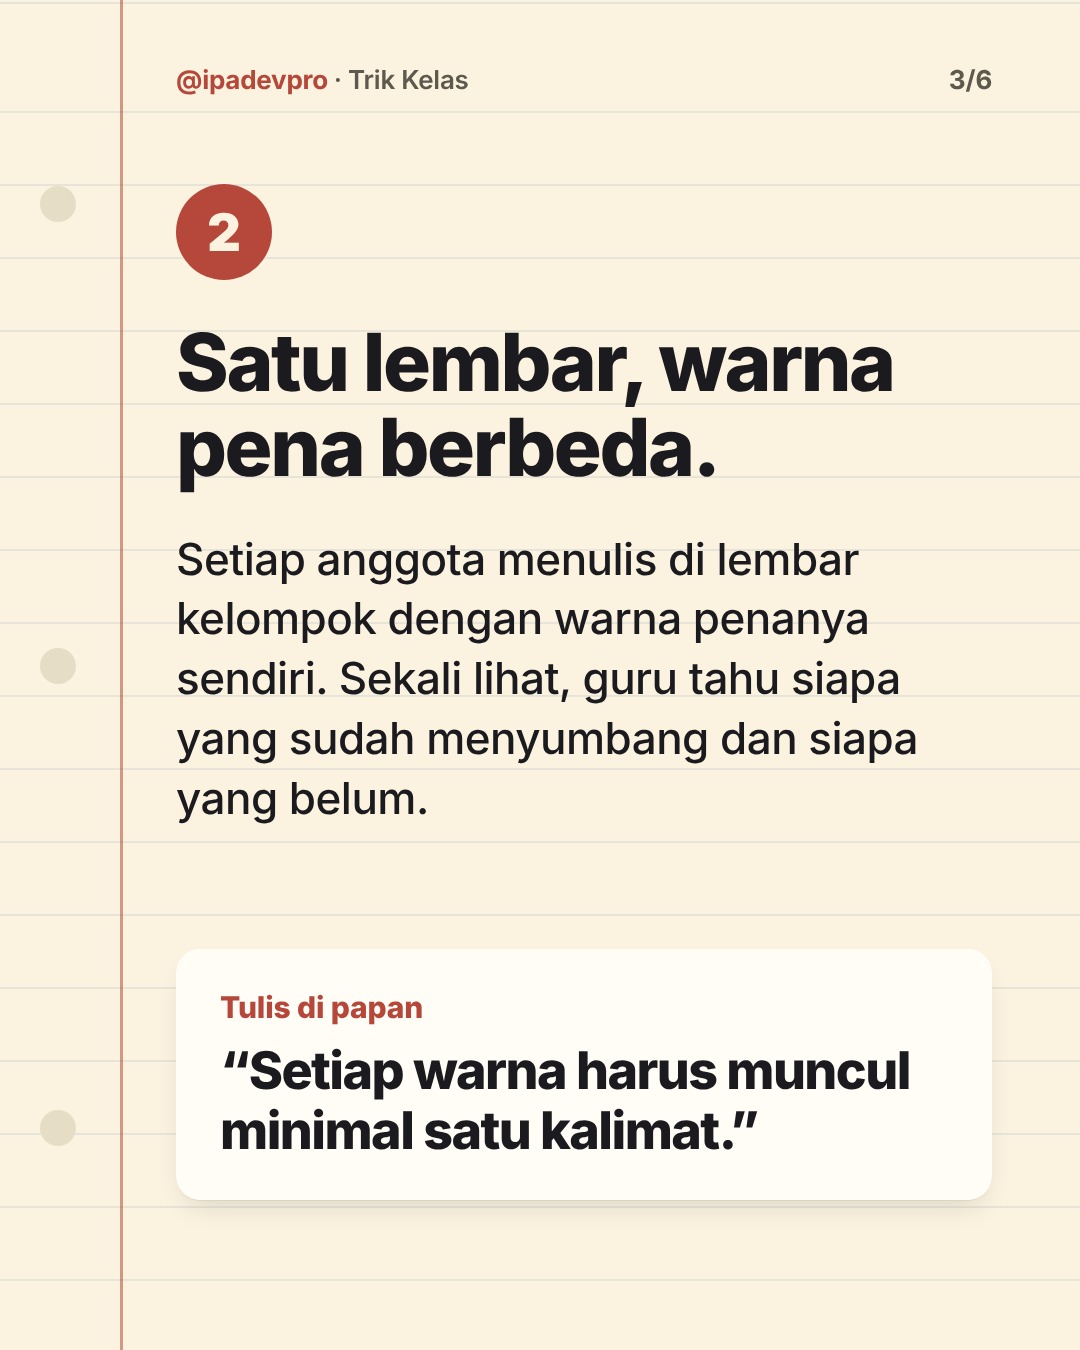 @ipadevpro · Trik Kelas
3/6
2
Satu lembar, warna
pena berbeda.
Setiap anggota menulis di lembar
kelompok dengan warna penanya
sendiri. Sekali lihat, guru tahu siapa
yang sudah menyumbang dan siapa
yang belum.
Tulis di papan
“Setiap warna harus muncul
minimal satu kalimat.”